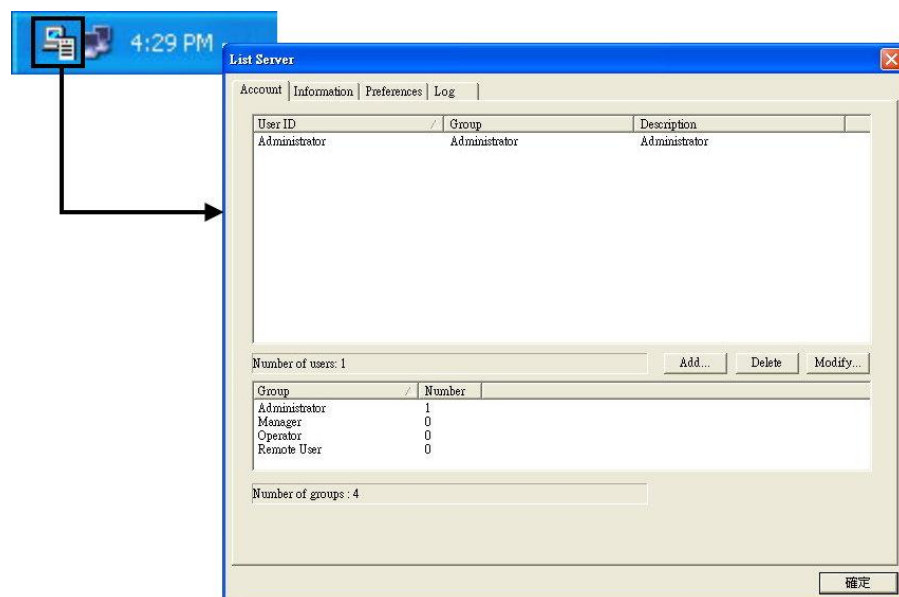 4:29 PM
List Server
Account Information Preferences Log
User ID Group Description
Administrator Administrator Administrator
Number of users: 1 Add... Delete Modify...
Group Number
Administrator 1
Manager 0
Operator 0
Remote User 0
Number of groups : 4
確定